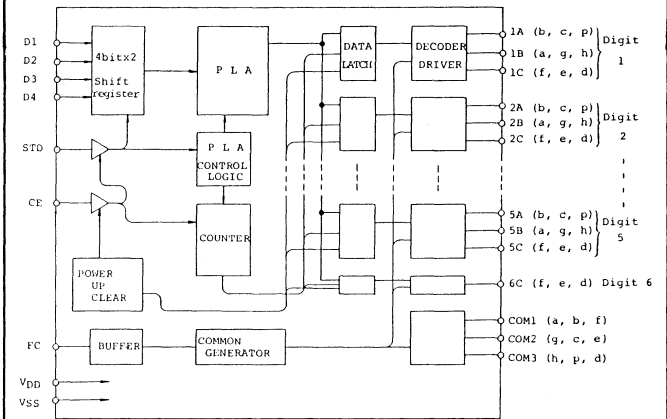 D1
D2
D3
D4
4bitx2
Shift
register
P L A
DATA
LATCH
DECODER
DRIVER
1A (b, c, p)
1B (a, g, h)
1C (f, e, d)
Digit
1
2A (b, c, p)
2B (a, g, h)
2C (f, e, d)
Digit
2
STD
P L A
CONTROL
LOGIC
CE
COUNTER
5A (b, c, p)
5B (a, g, h)
5C (f, e, d)
Digit
5
POWER
UP
CLEAR
6C (f, e, d) Digit 6
FC
BUFFER
COMMON
GENERATOR
COM1 (a, b, f)
COM2 (g, c, e)
COM3 (h, p, d)
VDD
VSS